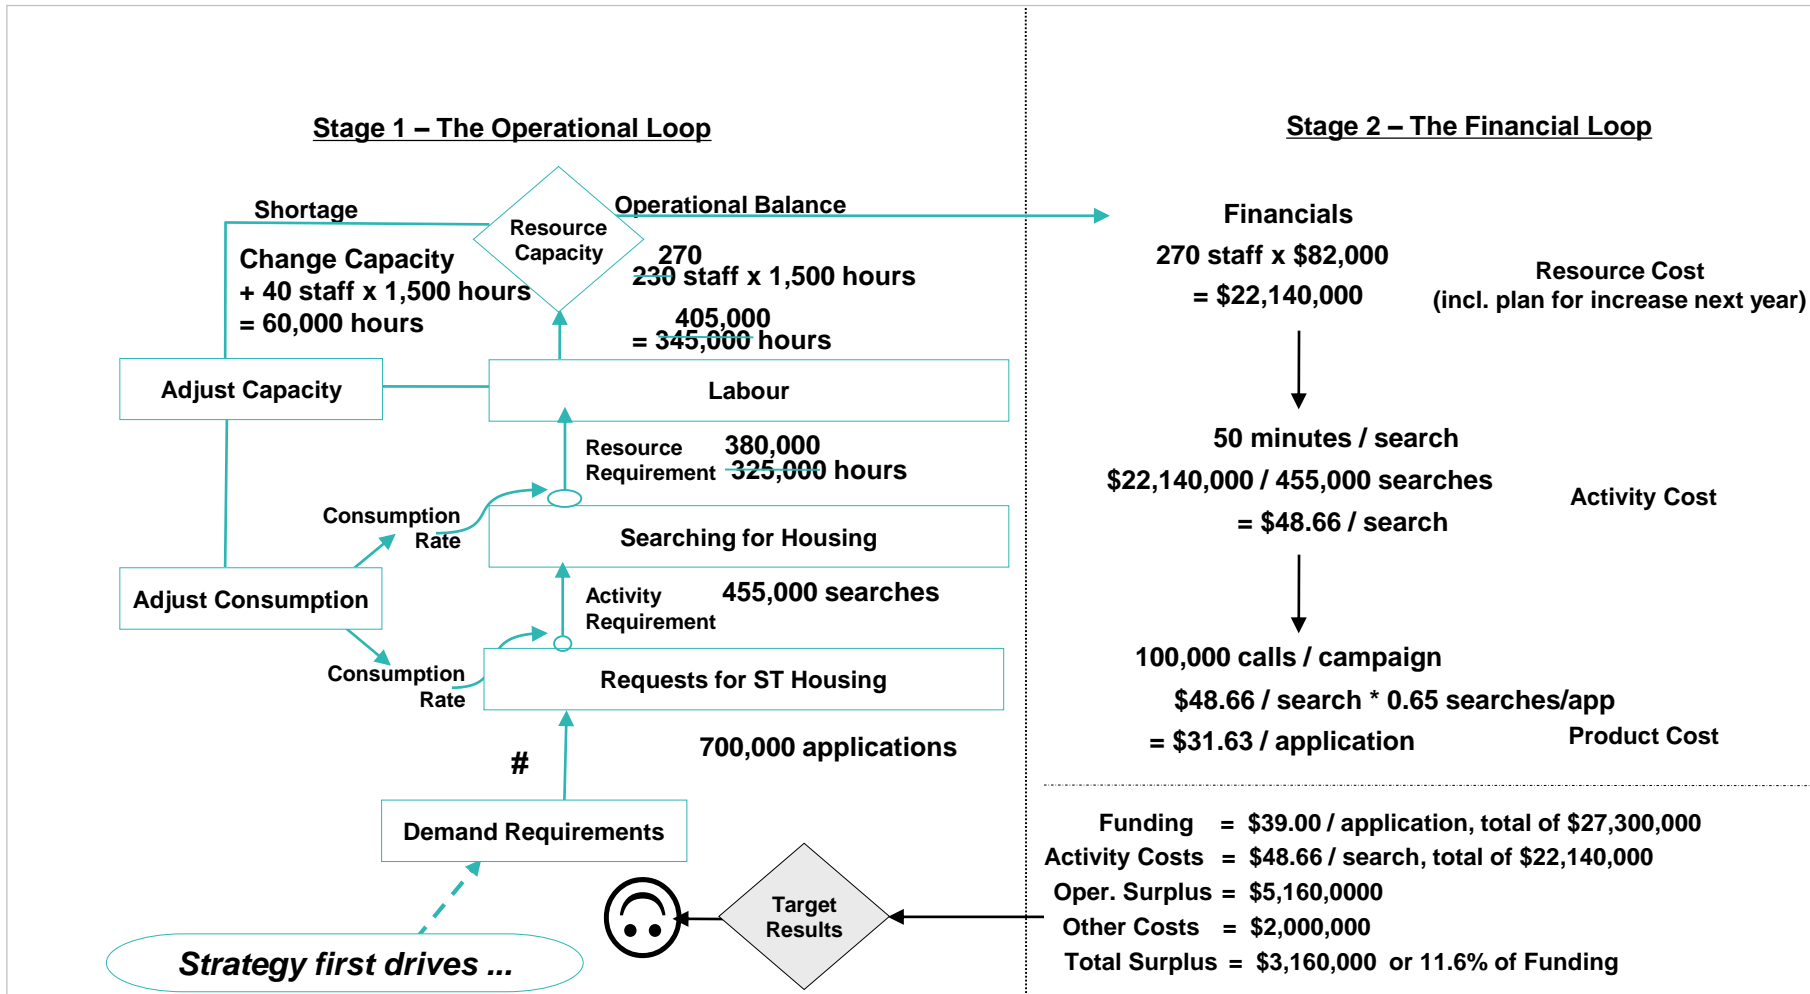 Stage 1 – The Operational Loop
Shortage
Operational Balance
Resource
Capacity
Change Capacity
+ 40 staff x 1,500 hours
= 60,000 hours
270
230 staff x 1,500 hours
405,000
= 345,000 hours
Adjust Capacity
Labour
Resource
Requirement
380,000
325,000 hours
Consumption
Rate
Searching for Housing
Adjust Consumption
Activity
Requirement
455,000 searches
Consumption
Rate
Requests for ST Housing
#
700,000 applications
Demand Requirements
Strategy first drives ...
Target
Results
Stage 2 – The Financial Loop
Financials
270 staff x $82,000
= $22,140,000
Resource Cost
(incl. plan for increase next year)
50 minutes / search
$22,140,000 / 455,000 searches
= $48.66 / search
Activity Cost
100,000 calls / campaign
$48.66 / search * 0.65 searches/app
= $31.63 / application
Product Cost
Funding = $39.00 / application, total of $27,300,000
Activity Costs = $48.66 / search, total of $22,140,000
Oper. Surplus = $5,160,0000
Other Costs = $2,000,000
Total Surplus = $3,160,000 or 11.6% of Funding